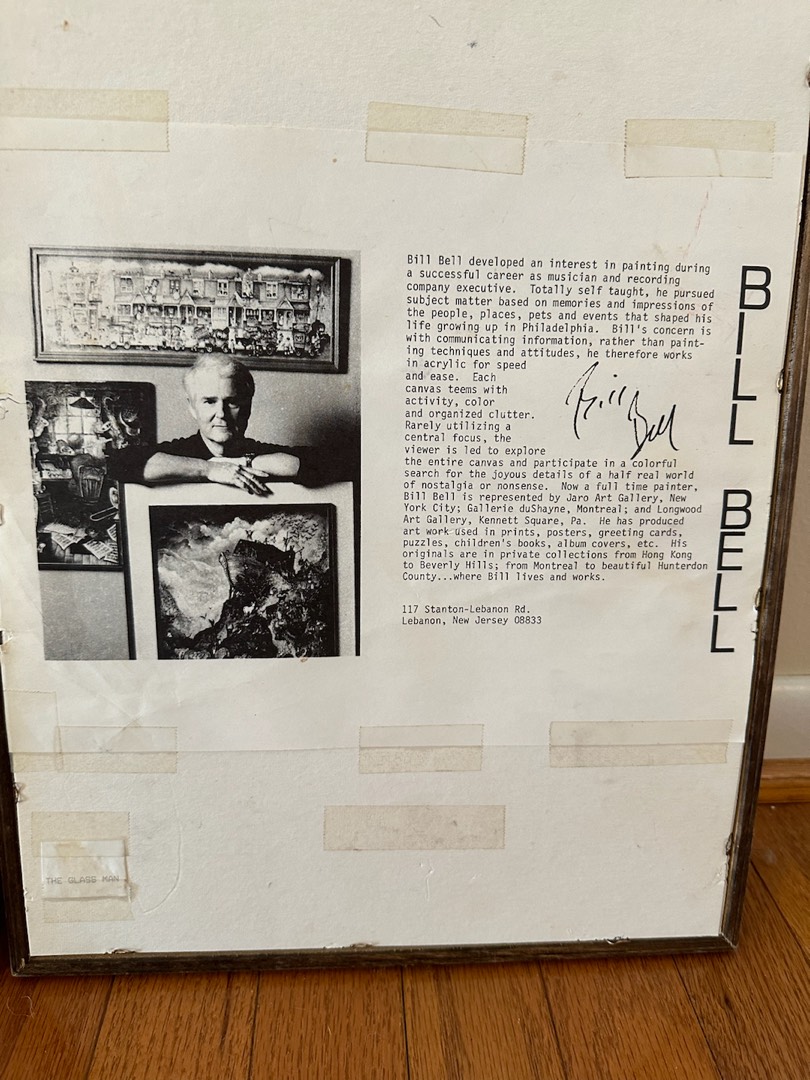 Bill Bell developed an interest in painting during
a successful career as musician and recording
company executive.  Totally self taught, he pursued
subject matter based on memories and impressions of
the people, places, pets and events that shaped his
life growing up in Philadelphia.  Bill's concern is
with communicating information, rather than paint-
ing techniques and attitudes, he therefore works
in acrylic for speed
and ease.  Each
canvas teems with
activity, color
and organized clutter.
Rarely utilizing a
central focus, the
viewer is led to explore
the entire canvas and participate in a colorful
search for the joyous details of a half real world
of nostalgia or nonsense.  Now a full time painter,
Bill Bell is represented by Jaro Art Gallery, New
York City; Gallerie duShayne, Montreal; and Longwood
Art Gallery, Kennett Square, Pa.  He has produced
art work used in prints, posters, greeting cards,
puzzles, children's books, album covers, etc.  His
originals are in private collections from Hong Kong
to Beverly Hills; from Montreal to beautiful Hunterdon
County...where Bill lives and works.
Bill Bell
117 Stanton-Lebanon Rd.
Lebanon, New Jersey 08833
BILL BELL
THE GLASS MAN